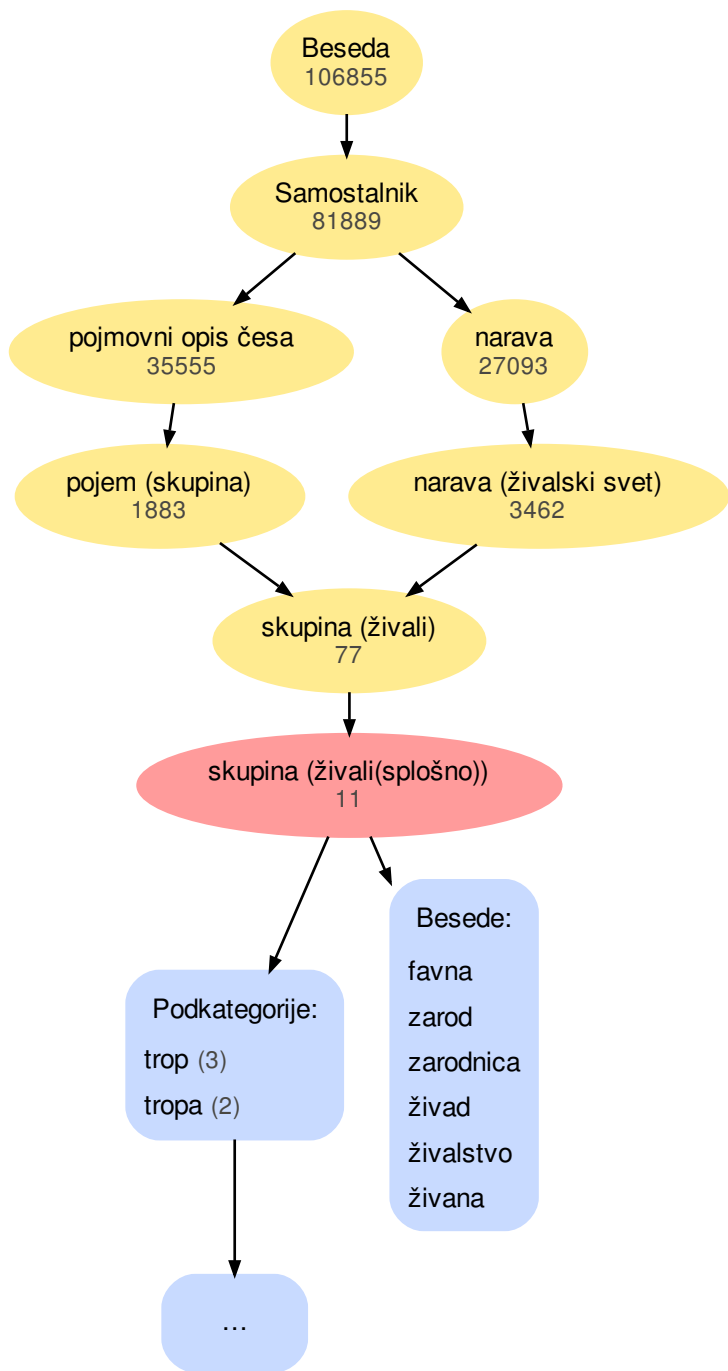 Beseda
106855
Samostalnik
81889
pojmovni opis česa
35555
narava
27093
pojem (skupina)
1883
narava (živalski svet)
3462
skupina (živali)
77
skupina (živali(splošno))
11
Besede:
favna
zarod
zarodnica
živad
živalstvo
živana
Podkategorije:
trop (3)
tropa (2)
...